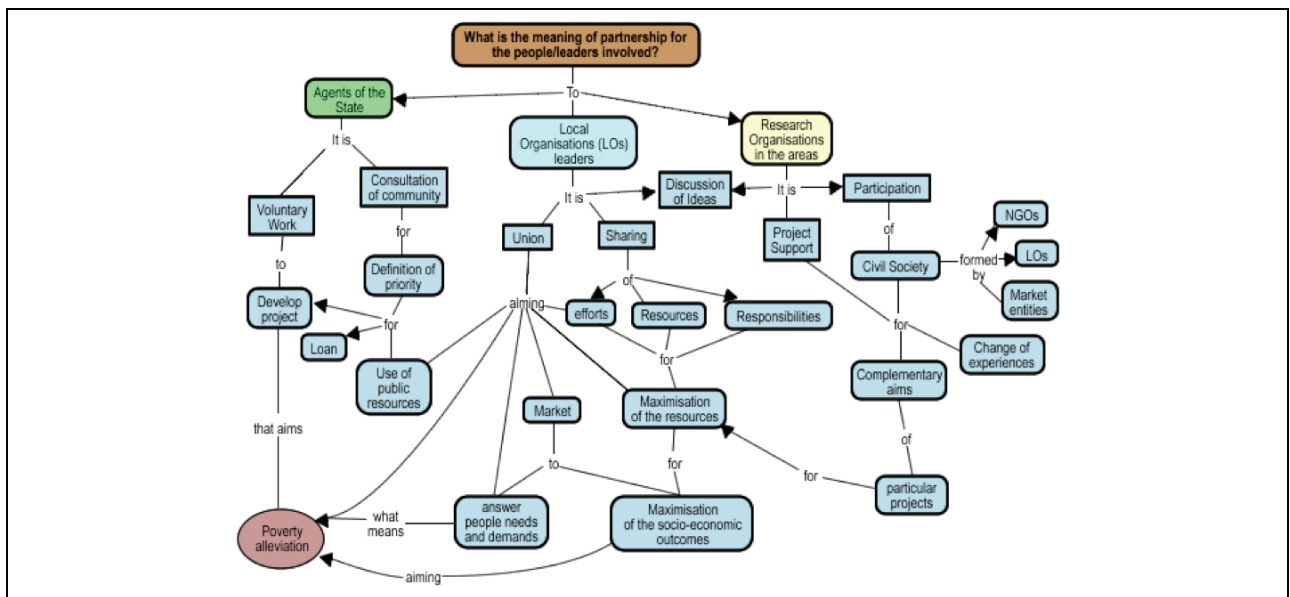 What is the meaning of partnership for
the people/leaders involved?
To
Agents of the
State
Local
Organisations (LOs)
leaders
Research
Organisations
in the areas
It is
It is
It is
Voluntary
Work
Consultation
of community
Discussion
of Ideas
Participation
Union
Sharing
Project
Support
of
NGOs
to
for
of
Civil Society
formed
by
LOs
Market
entities
Develop
project
Definition of
priority
aiming
efforts
Resources
Responsibilities
for
Loan
for
for
Use of
public
resources
Complementary
aims
Change of
experiences
Market
Maximisation
of the resources
that aims
to
for
of
for
particular
projects
Poverty
alleviation
what
means
answer
people needs
and demands
Maximisation
of the socio-economic
outcomes
aiming